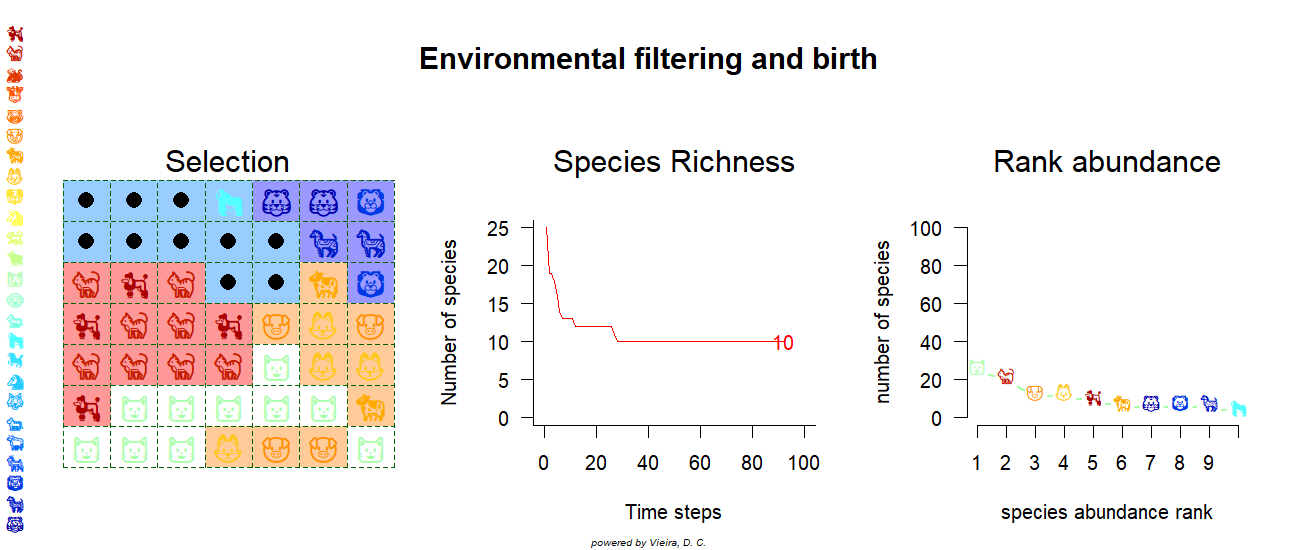 Environmental filtering and birth
Selection
Species Richness
Rank abundance
Number of species
25
20
15
10
5
0
10
0 20 40 60 80 100
Time steps
number of species
100
80
60
40
20
0
1 2 3 4 5 6 7 8 9
species abundance rank
powered by Vieira, D. C.